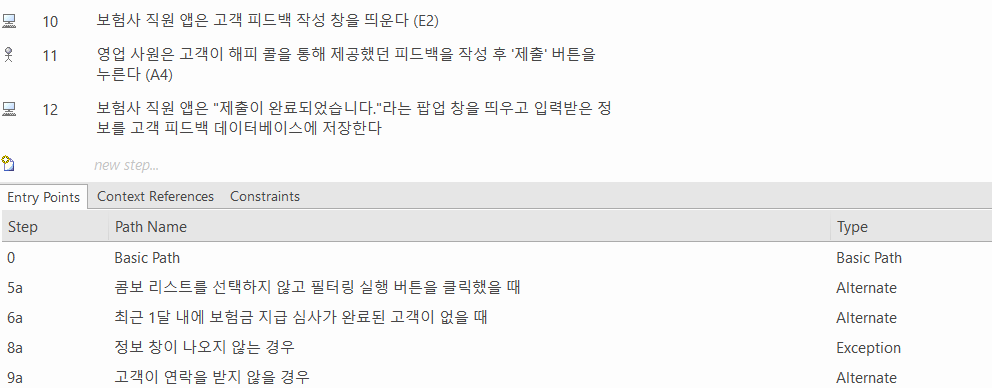 10 보험사 직원 앱은 고객 피드백 작성 창을 띄운다 (E2)
11 영업 사원은 고객이 해피 콜을 통해 제공했던 피드백을 작성 후 '제출' 버튼을
누른다 (A4)
12 보험사 직원 앱은 "제출이 완료되었습니다."라는 팝업 창을 띄우고 입력받은 정
보를 고객 피드백 데이터베이스에 저장한다
new step...
Entry Points Context References Constraints
Step Path Name Type
0 Basic Path Basic Path
5a 콤보 리스트를 선택하지 않고 필터링 실행 버튼을 클릭했을 때 Alternate
6a 최근 1달 내에 보험금 지급 심사가 완료된 고객이 없을 때 Alternate
8a 정보 창이 나오지 않는 경우 Exception
9a 고객이 연락을 받지 않을 경우 Alternate